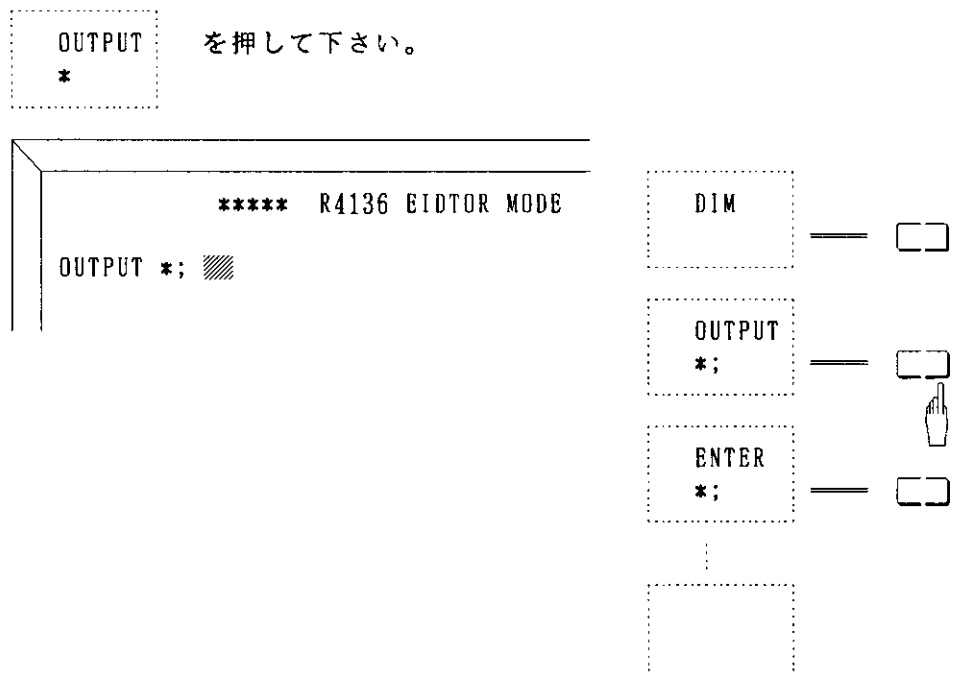 OUTPUT を押して下さい。
*
***** R4136 EIDTOR MODE
OUTPUT *;
DIM
OUTPUT
*;
ENTER
*;